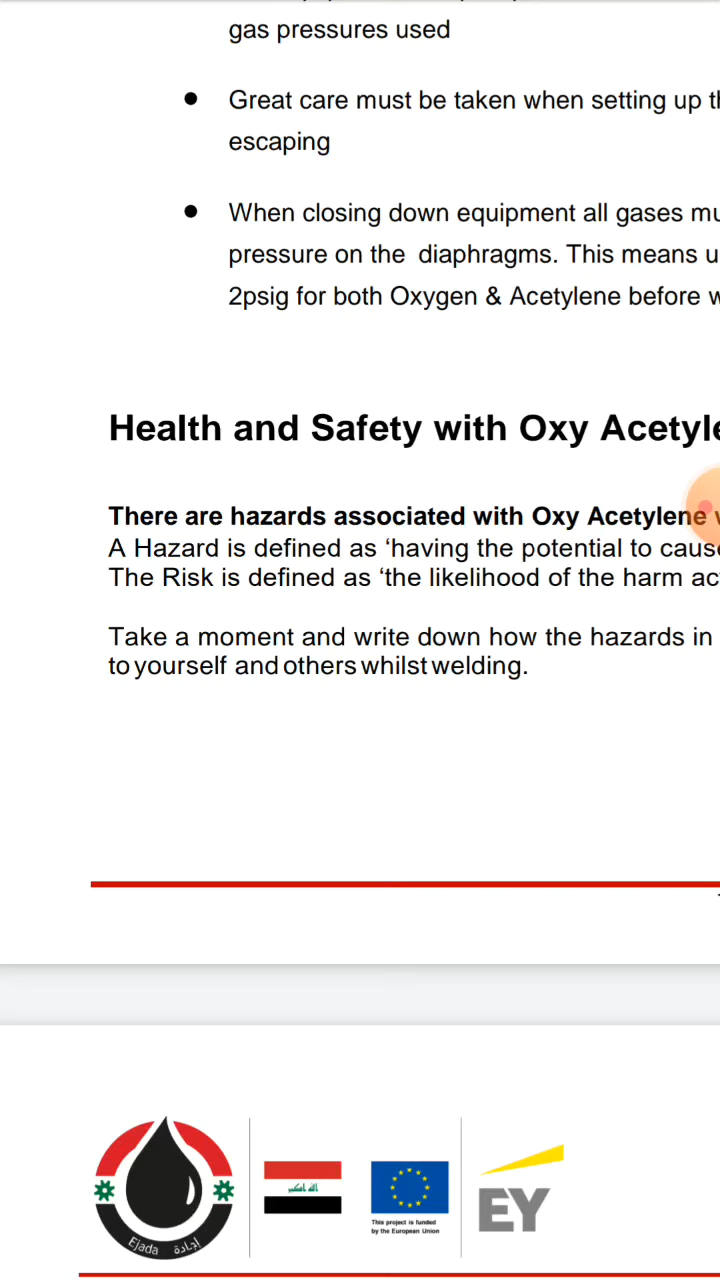 gas pressures used
● Great care must be taken when setting up t
escaping
● When closing down equipment all gases mu
pressure on the diaphragms. This means u
2psig for both Oxygen & Acetylene before w
Health and Safety with Oxy Acetyle
There are hazards associated with Oxy Acetylene
A Hazard is defined as ‘having the potential to caus
The Risk is defined as ‘the likelihood of the harm ac
Take a moment and write down how the hazards in
to yourself and others whilst welding.
Ejada إجادة
الله اكبر
This project is funded
by the European Union
EY